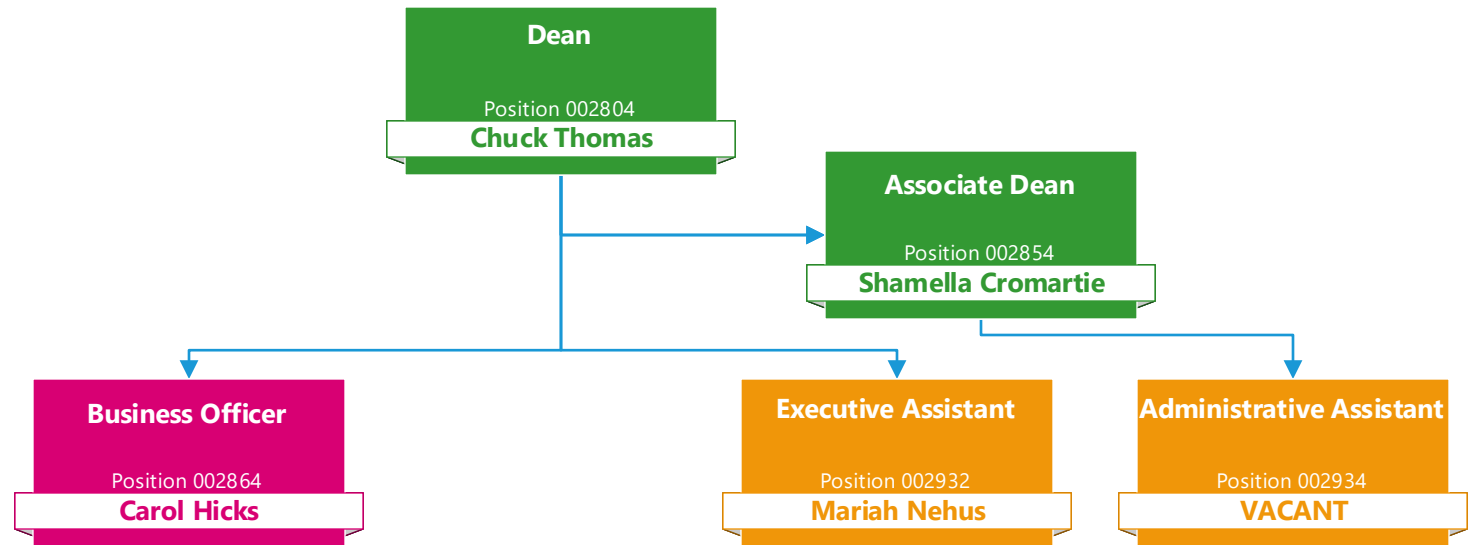 Dean
Position 002804
Chuck Thomas
Associate Dean
Position 002854
Shamella Cromartie
Business Officer
Position 002864
Carol Hicks
Executive Assistant
Position 002932
Mariah Nehus
Administrative Assistant
Position 002934
VACANT